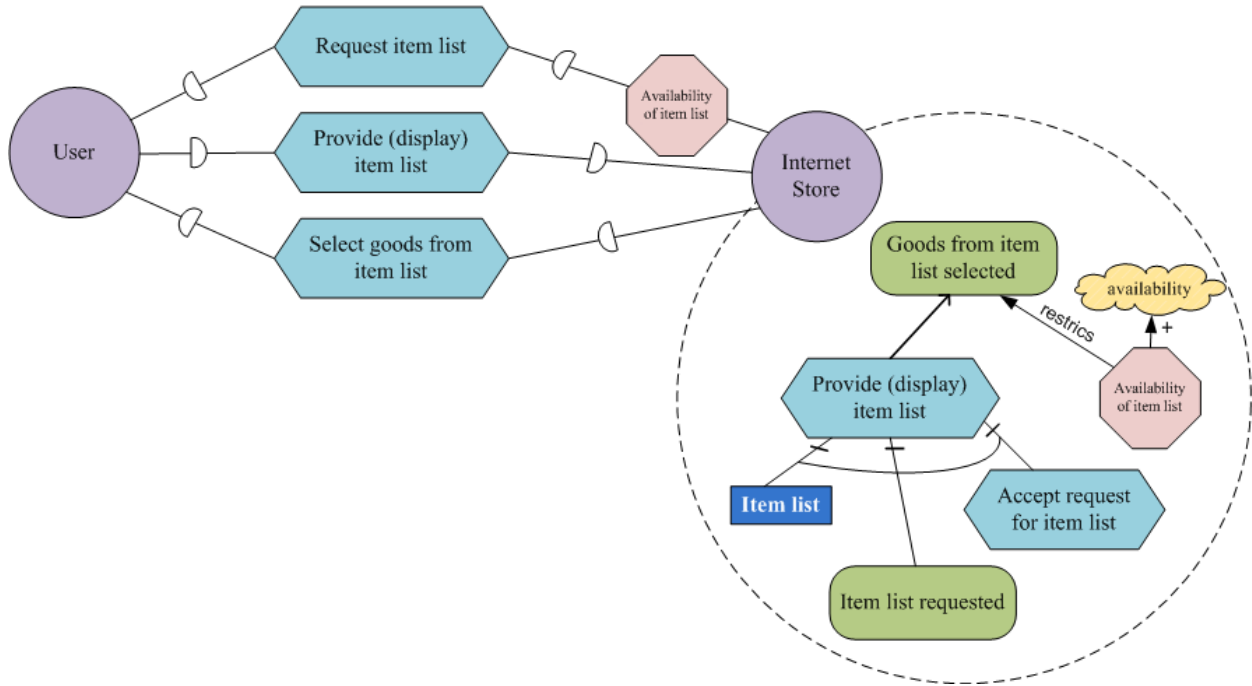 Request item list
Availability
of item list
User
Provide (display)
item list
Internet
Store
Select goods from
item list
Goods from item
list selected
availability
restrics
+
Provide (display)
item list
Availability
of item list
Item list
Accept request
for item list
Item list requested